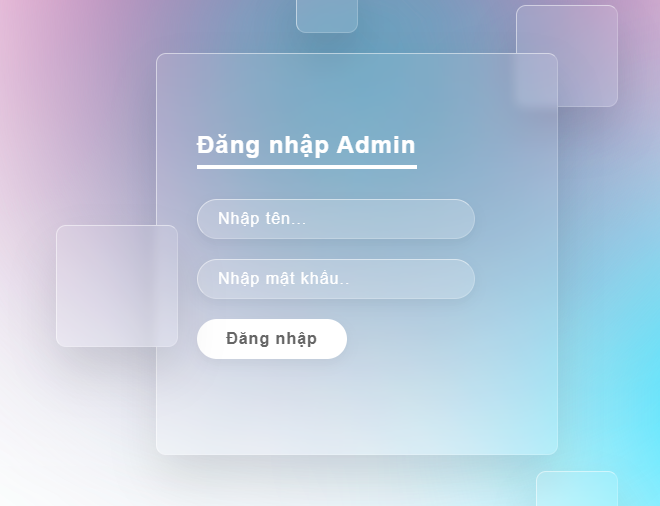 Đăng nhập Admin
Nhập tên...
Nhập mật khẩu..
Đăng nhập